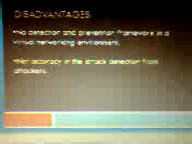 DISADVANTAGES
•No detection and prevention framework in a
virtual networking environment.
•Not accuracy in the attack detection from
attackers.